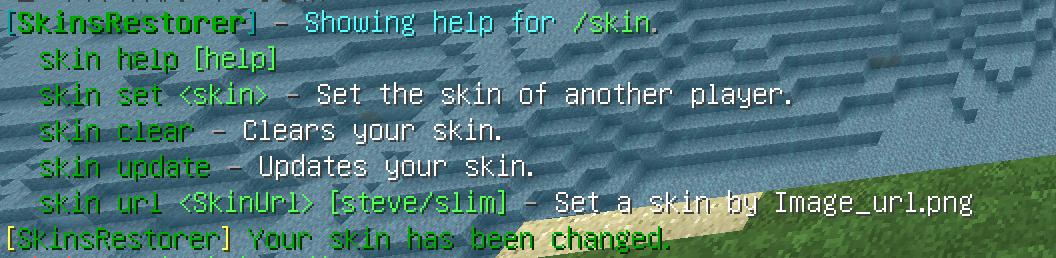 [SkinsRestorer] - Showing help for /skin.
skin help [help]
skin set <skin> - Set the skin of another player.
skin clear - Clears your skin.
skin update - Updates your skin.
skin url <SkinUrl> [steve/slim] - Set a skin by Image_url.png
[SkinsRestorer] Your skin has been changed.